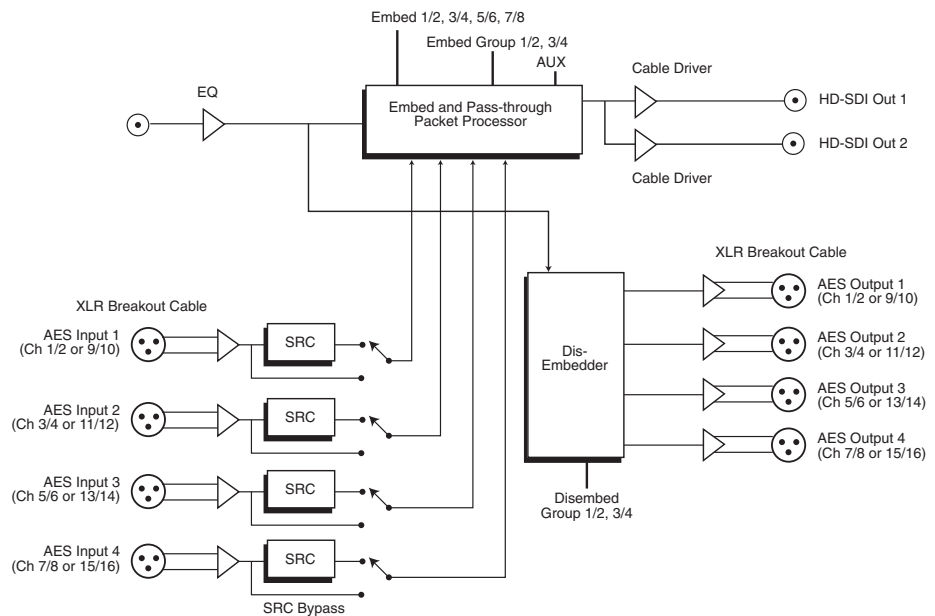 Embed 1/2, 3/4, 5/6, 7/8
Embed Group 1/2, 3/4
AUX
Cable Driver
EQ
Embed and Pass-through
Packet Processor
HD-SDI Out 1
HD-SDI Out 2
Cable Driver
XLR Breakout Cable
AES Output 1
(Ch 1/2 or 9/10)
AES Output 2
(Ch 3/4 or 11/12)
AES Output 3
(Ch 5/6 or 13/14)
AES Output 4
(Ch 7/8 or 15/16)
Dis-
Embedder
Disembed
Group 1/2, 3/4
XLR Breakout Cable
AES Input 1
(Ch 1/2 or 9/10)
SRC
AES Input 2
(Ch 3/4 or 11/12)
SRC
AES Input 3
(Ch 5/6 or 13/14)
SRC
AES Input 4
(Ch 7/8 or 15/16)
SRC
SRC Bypass